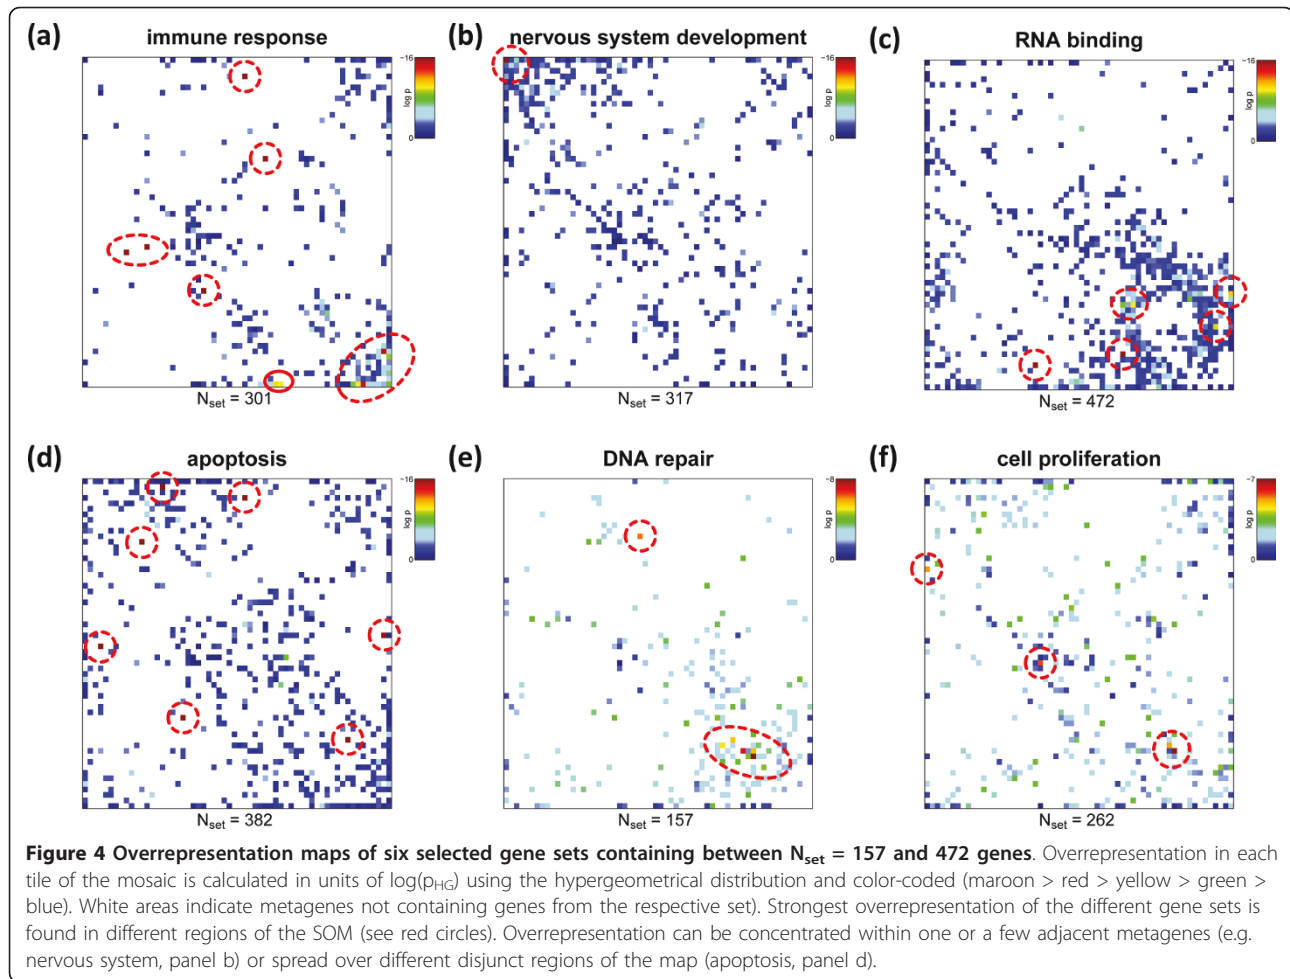 (a) immune response
-16
log p
0
N_set = 301
(b) nervous system development
-16
log p
0
N_set = 317
(c) RNA binding
-16
log p
0
N_set = 472
(d) apoptosis
-16
log p
0
N_set = 382
(e) DNA repair
-8
log p
0
N_set = 157
(f) cell proliferation
-7
log p
0
N_set = 262
Figure 4 Overrepresentation maps of six selected gene sets containing between N_set = 157 and 472 genes. Overrepresentation in each
tile of the mosaic is calculated in units of log(p_HG) using the hypergeometrical distribution and color-coded (maroon > red > yellow > green >
blue). White areas indicate metagenes not containing genes from the respective set). Strongest overrepresentation of the different gene sets is
found in different regions of the SOM (see red circles). Overrepresentation can be concentrated within one or a few adjacent metagenes (e.g.
nervous system, panel b) or spread over different disjunct regions of the map (apoptosis, panel d).